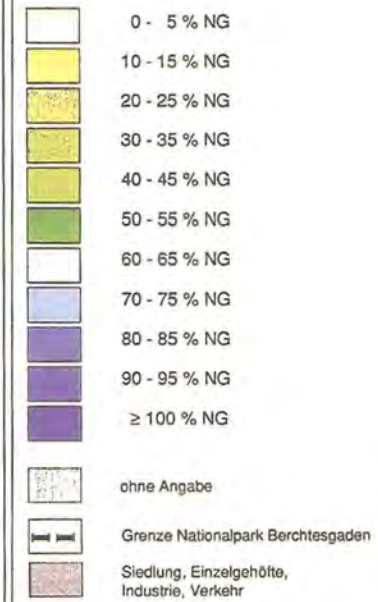 0 - 5 % NG
10 - 15 % NG
20 - 25 % NG
30 - 35 % NG
40 - 45 % NG
50 - 55 % NG
60 - 65 % NG
70 - 75 % NG
80 - 85 % NG
90 - 95 % NG
≥ 100 % NG
ohne Angabe
Grenze Nationalpark Berchtesgaden
Siedlung, Einzelgehöfte,
Industrie, Verkehr